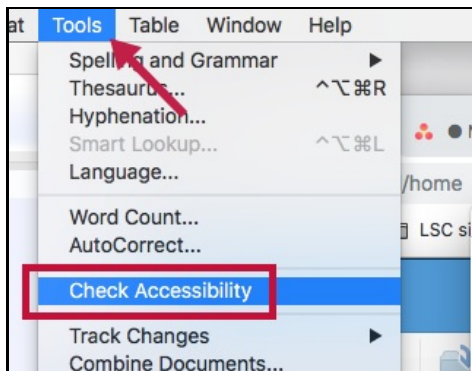 at Tools Table Window Help
Spelling and Grammar
Thesaurus... ^⌥⌘R
Hyphenation...
Smart Lookup... ^⌥⌘L
Language...
/home
Word Count...
LSC si
AutoCorrect...
Check Accessibility
Track Changes
Combine Documents...